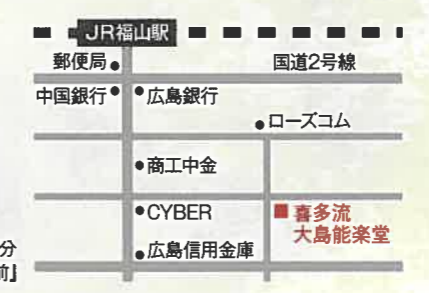 JR福山駅
郵便局
国道2号線
中国銀行
広島銀行
ローズコム
商工中金
CYBER
喜多流
大島能楽堂
広島信用金庫
分
前」